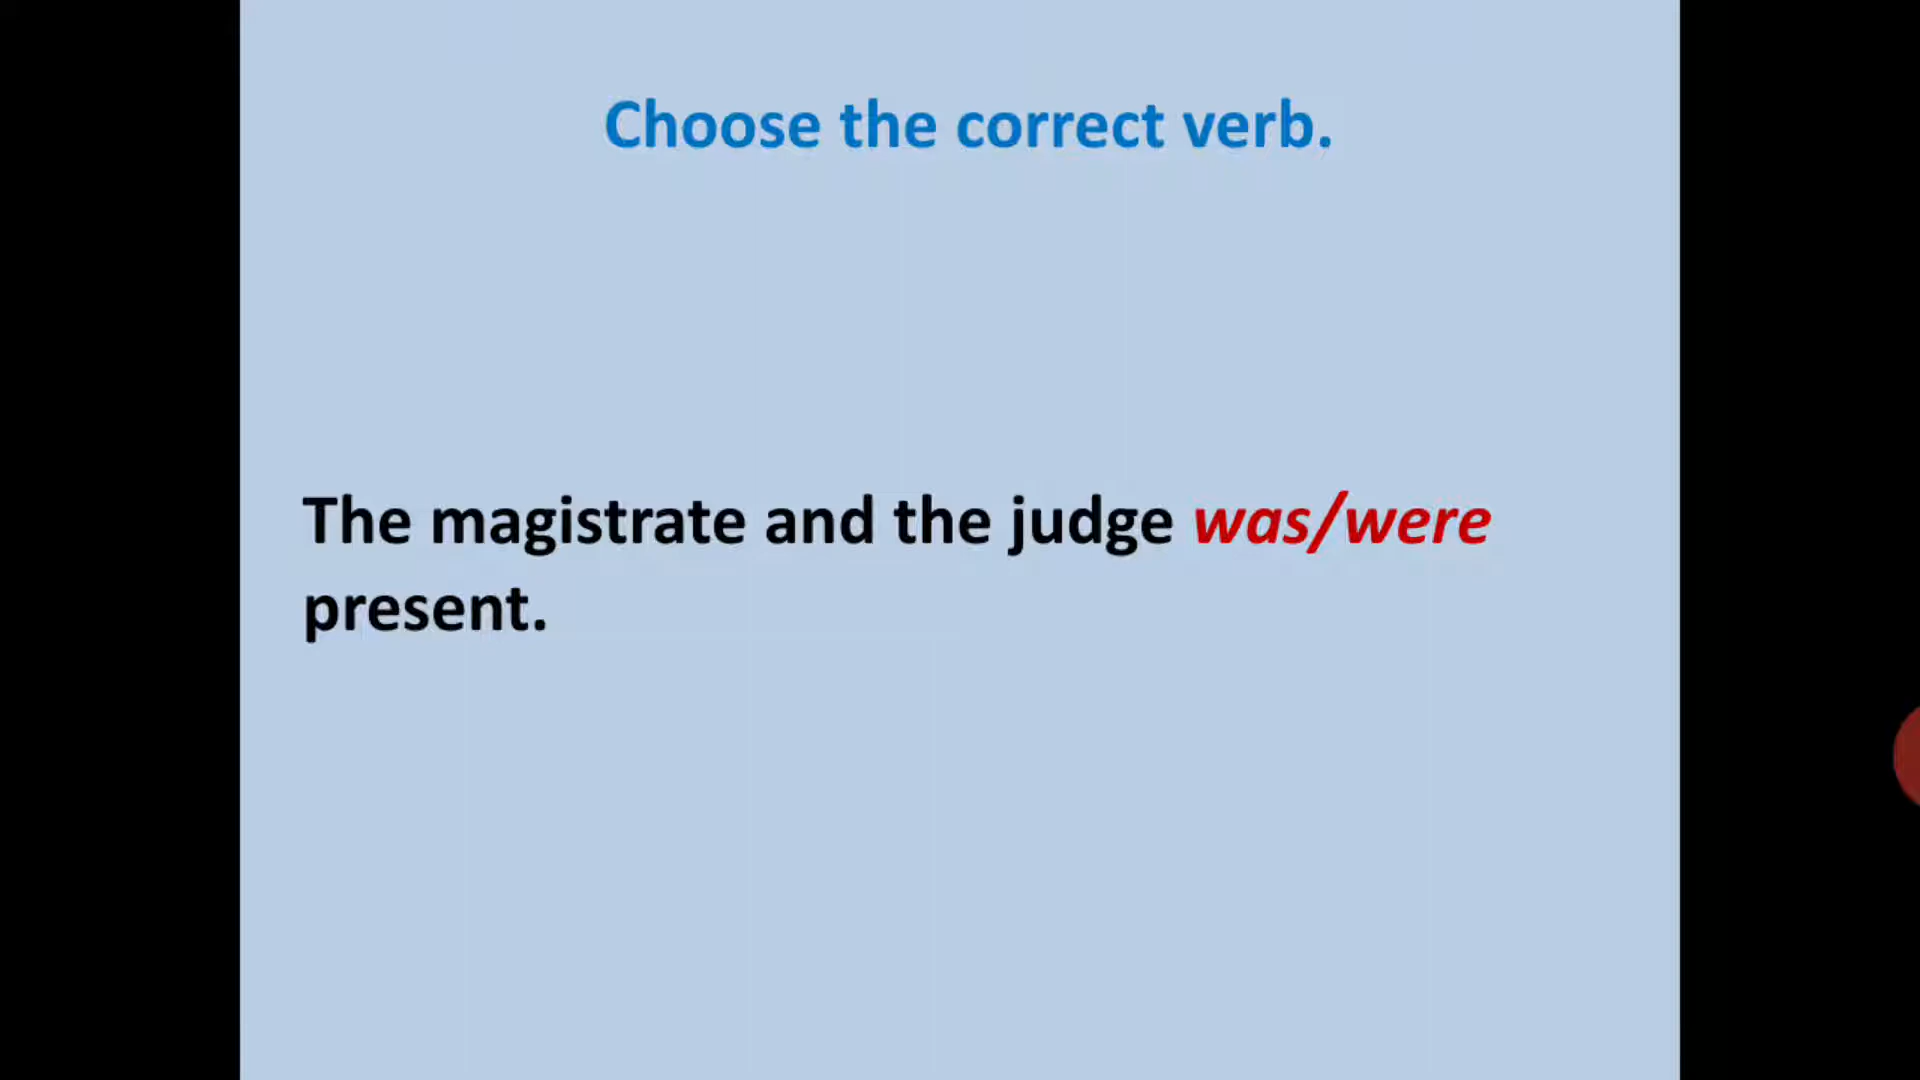 Choose the correct verb.
The magistrate and the judge was/were
present.